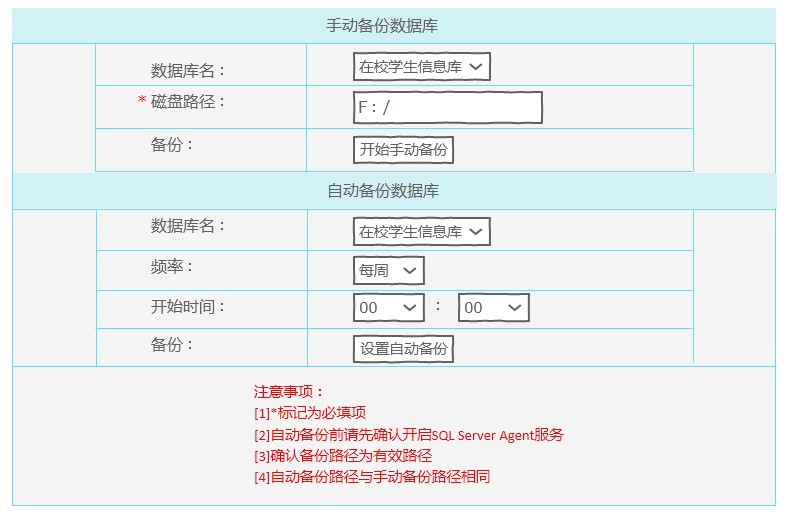 手动备份数据库
数据库名： 在校学生信息库
* 磁盘路径： F：/
备份： 开始手动备份
自动备份数据库
数据库名： 在校学生信息库
频率： 每周
开始时间： 00 ： 00
备份： 设置自动备份
注意事项：
[1]*标记为必填项
[2]自动备份前请先确认开启SQL Server Agent服务
[3]确认备份路径为有效路径
[4]自动备份路径与手动备份路径相同